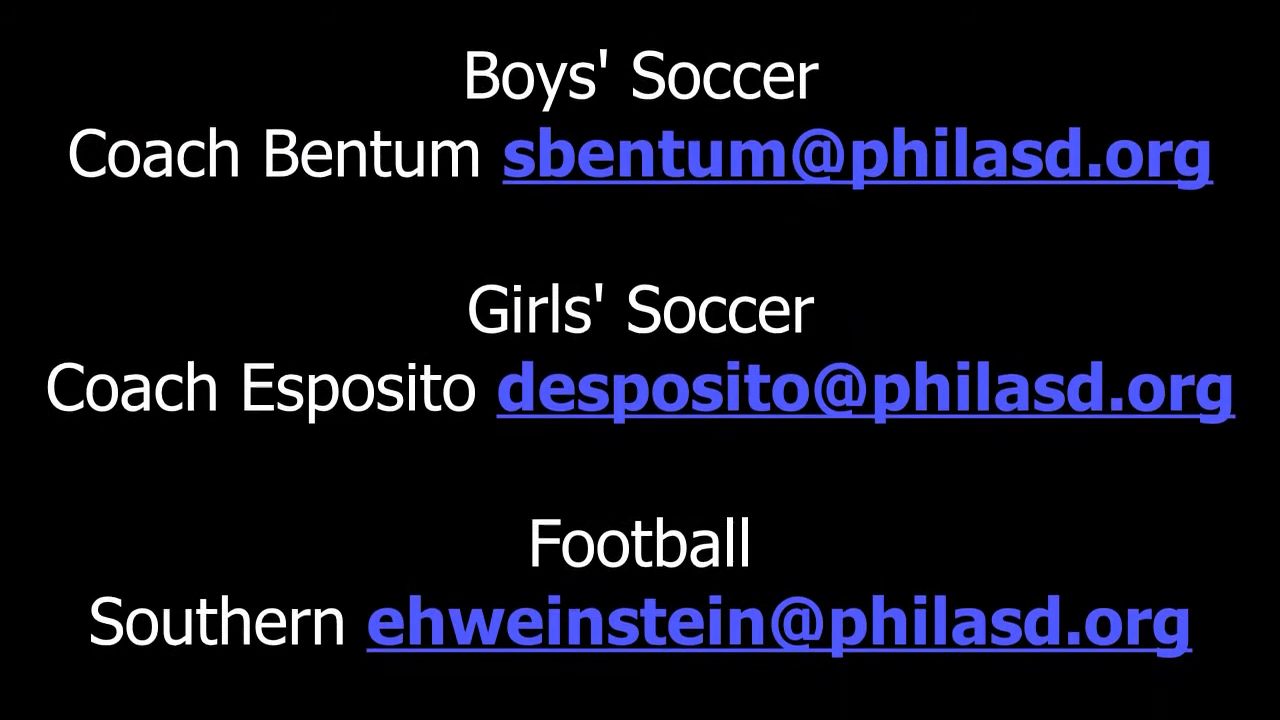 Boys' Soccer
Coach Bentum sbentum@philasd.org
Girls' Soccer
Coach Esposito desposito@philasd.org
Football
Southern ehweinstein@philasd.org